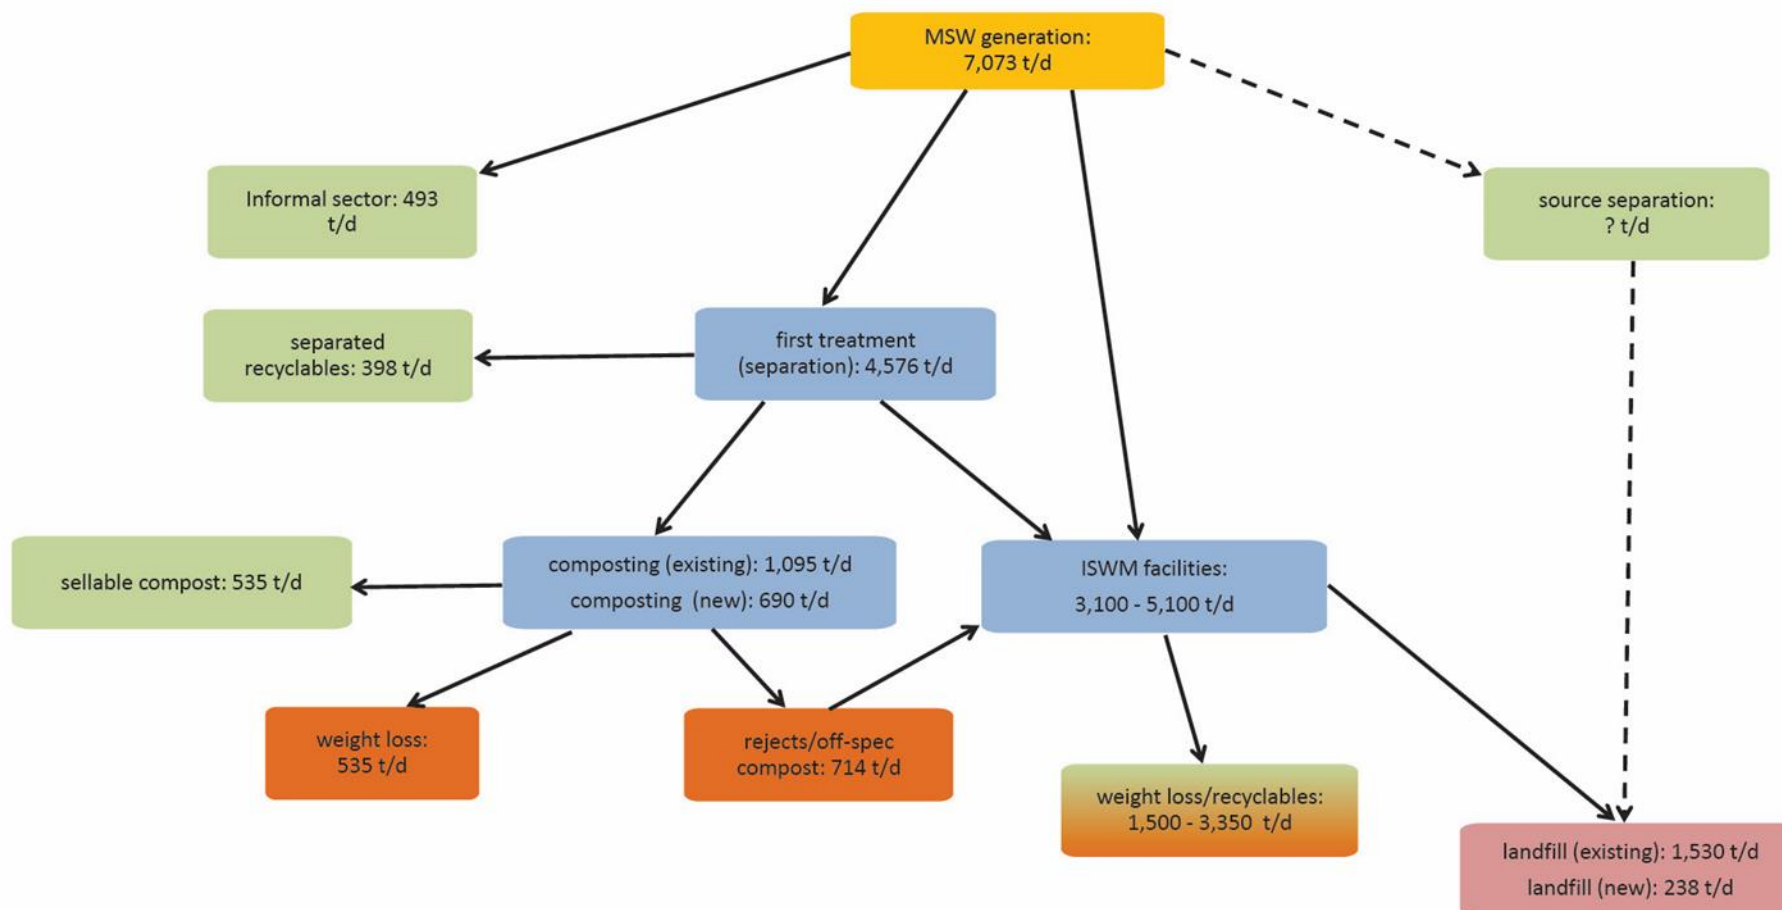 MSW generation:
7,073 t/d
Informal sector: 493
t/d
source separation:
? t/d
separated
recyclables: 398 t/d
first treatment
(separation): 4,576 t/d
sellable compost: 535 t/d
composting (existing): 1,095 t/d
composting (new): 690 t/d
ISWM facilities:
3,100 - 5,100 t/d
weight loss:
535 t/d
rejects/off-spec
compost: 714 t/d
weight loss/recyclables:
1,500 - 3,350 t/d
landfill (existing): 1,530 t/d
landfill (new): 238 t/d